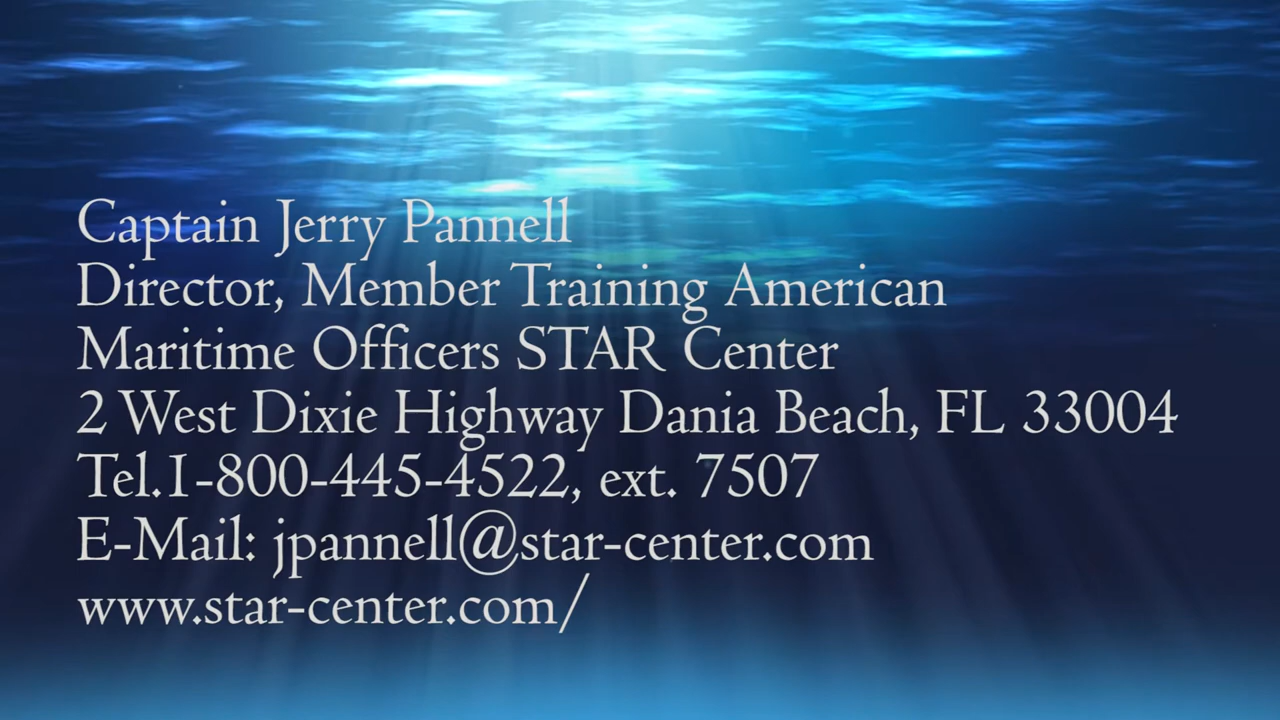 Captain Jerry Pannell
Director, Member Training American
Maritime Officers STAR Center
2 West Dixie Highway Dania Beach, FL 33004
Tel.1-800-445-4522, ext. 7507
E-Mail: jpannell@star-center.com
www.star-center.com/